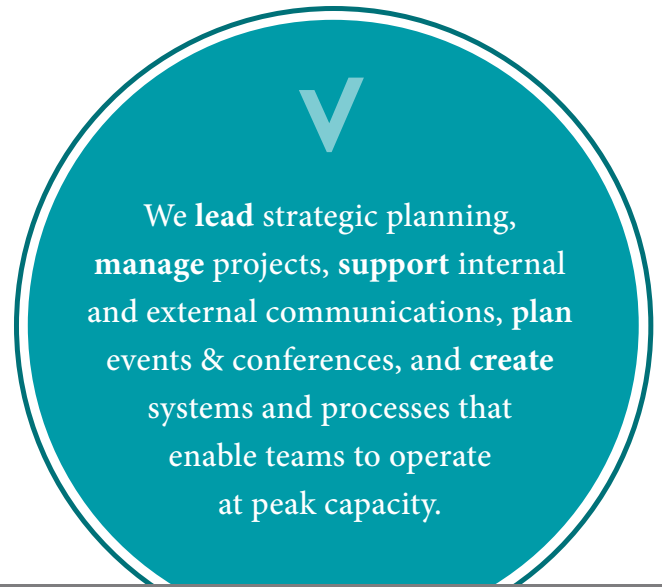 V
We lead strategic planning,
manage projects, support internal
and external communications, plan
events & conferences, and create
systems and processes that
enable teams to operate
at peak capacity.